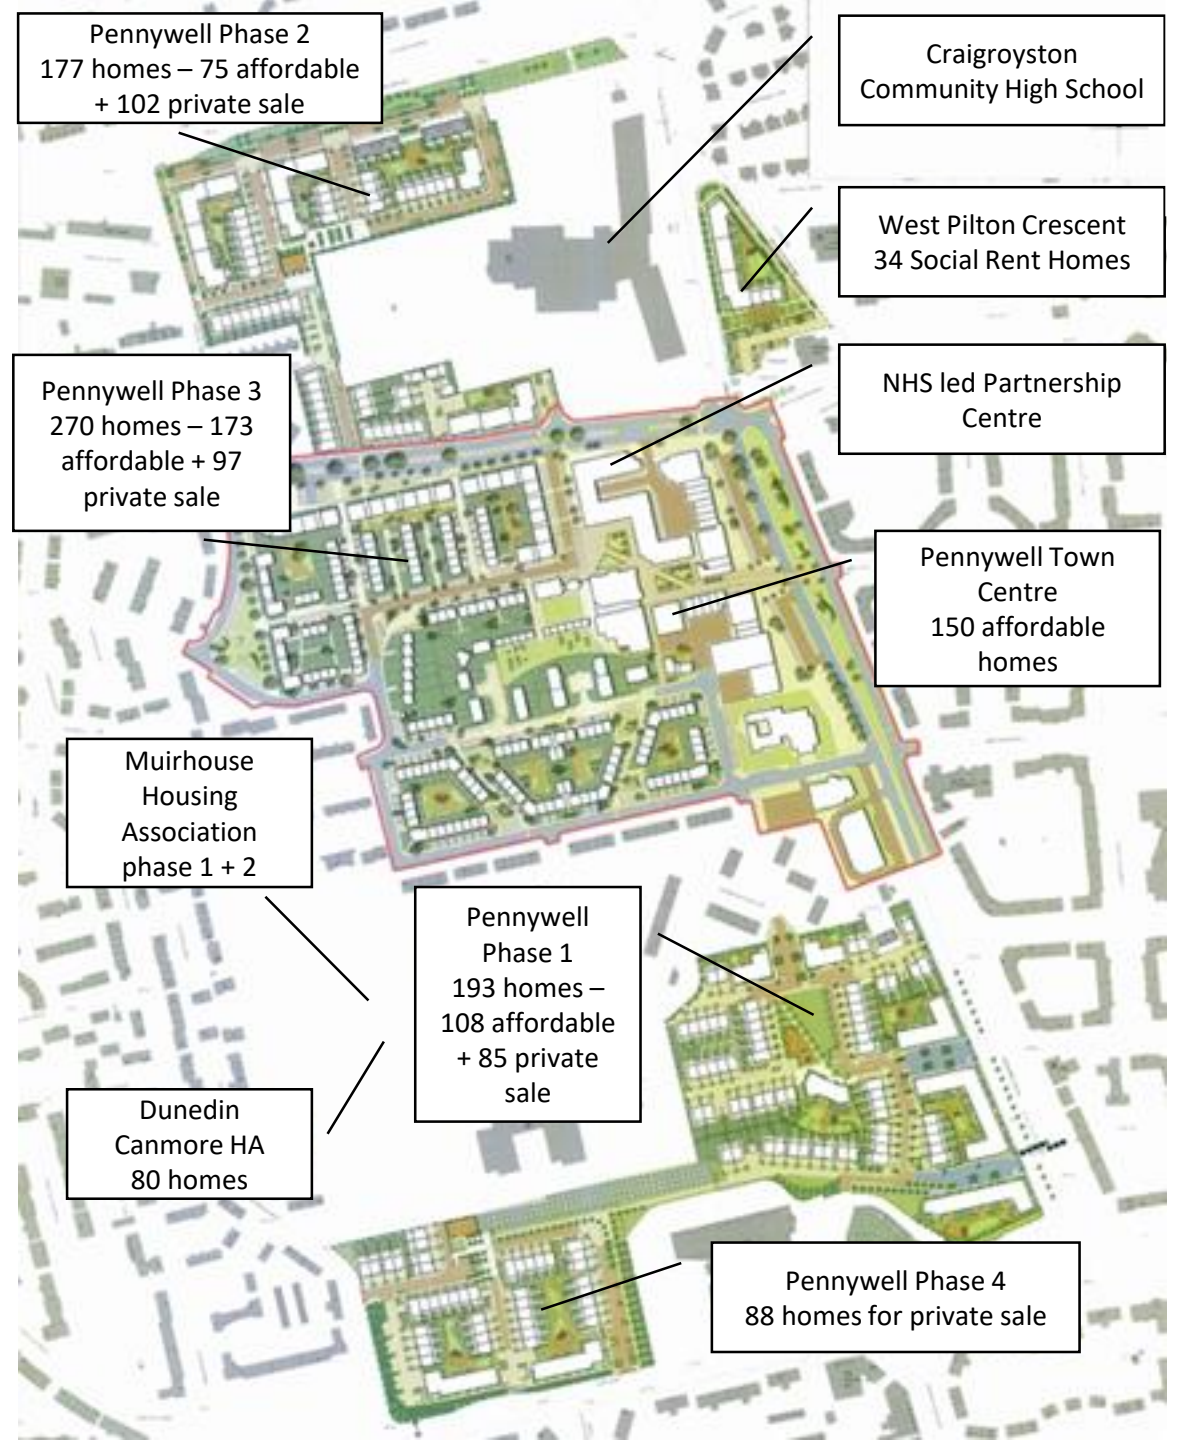 Pennywell Phase 2
177 homes – 75 affordable
+ 102 private sale
Craigroyston
Community High School
West Pilton Crescent
34 Social Rent Homes
Pennywell Phase 3
270 homes – 173
affordable + 97
private sale
NHS led Partnership
Centre
Pennywell Town
Centre
150 affordable
homes
Muirhouse
Housing
Association
phase 1 + 2
Pennywell
Phase 1
193 homes –
108 affordable
+ 85 private
sale
Dunedin
Canmore HA
80 homes
Pennywell Phase 4
88 homes for private sale